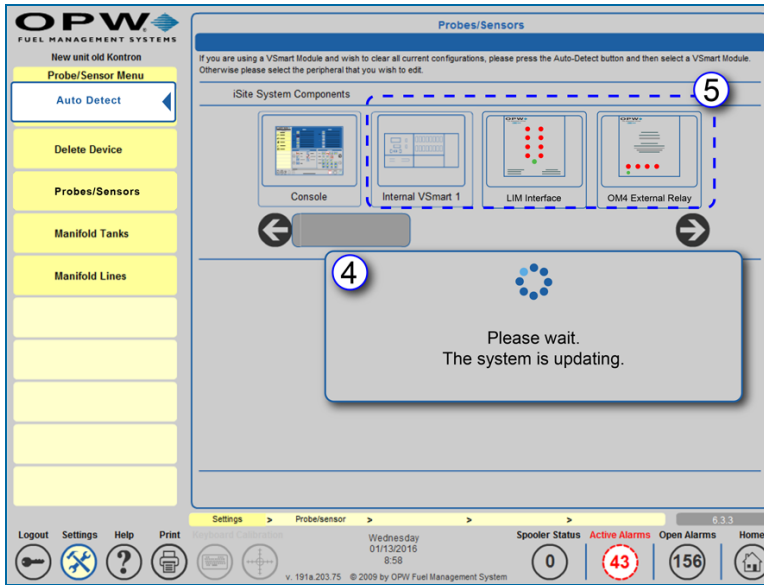 OPW
FUEL MANAGEMENT SYSTEMS
New unit old Kontron
Probe/Sensor Menu
Auto Detect
Delete Device
Probes/Sensors
Manifold Tanks
Manifold Lines
Probes/Sensors
If you are using a VSmart Module and wish to clear all current configurations, please press the Auto-Detect button and then select a VSmart Module.
Otherwise please select the peripheral that you wish to edit.
iSite System Components
5
OPW
OPW
Console
Internal VSmart 1
LIM Interface
OM4 External Relay
4
Please wait.
The system is updating.
Settings > Probe/sensor > > >
6.3.3
Logout
Settings
Help
Print
Keyboard Calibration
Wednesday
01/13/2016
8:58
v. 191a.203.75 © 2009 by OPW Fuel Management System
Spooler Status
0
Active Alarms
43
Open Alarms
156
Home